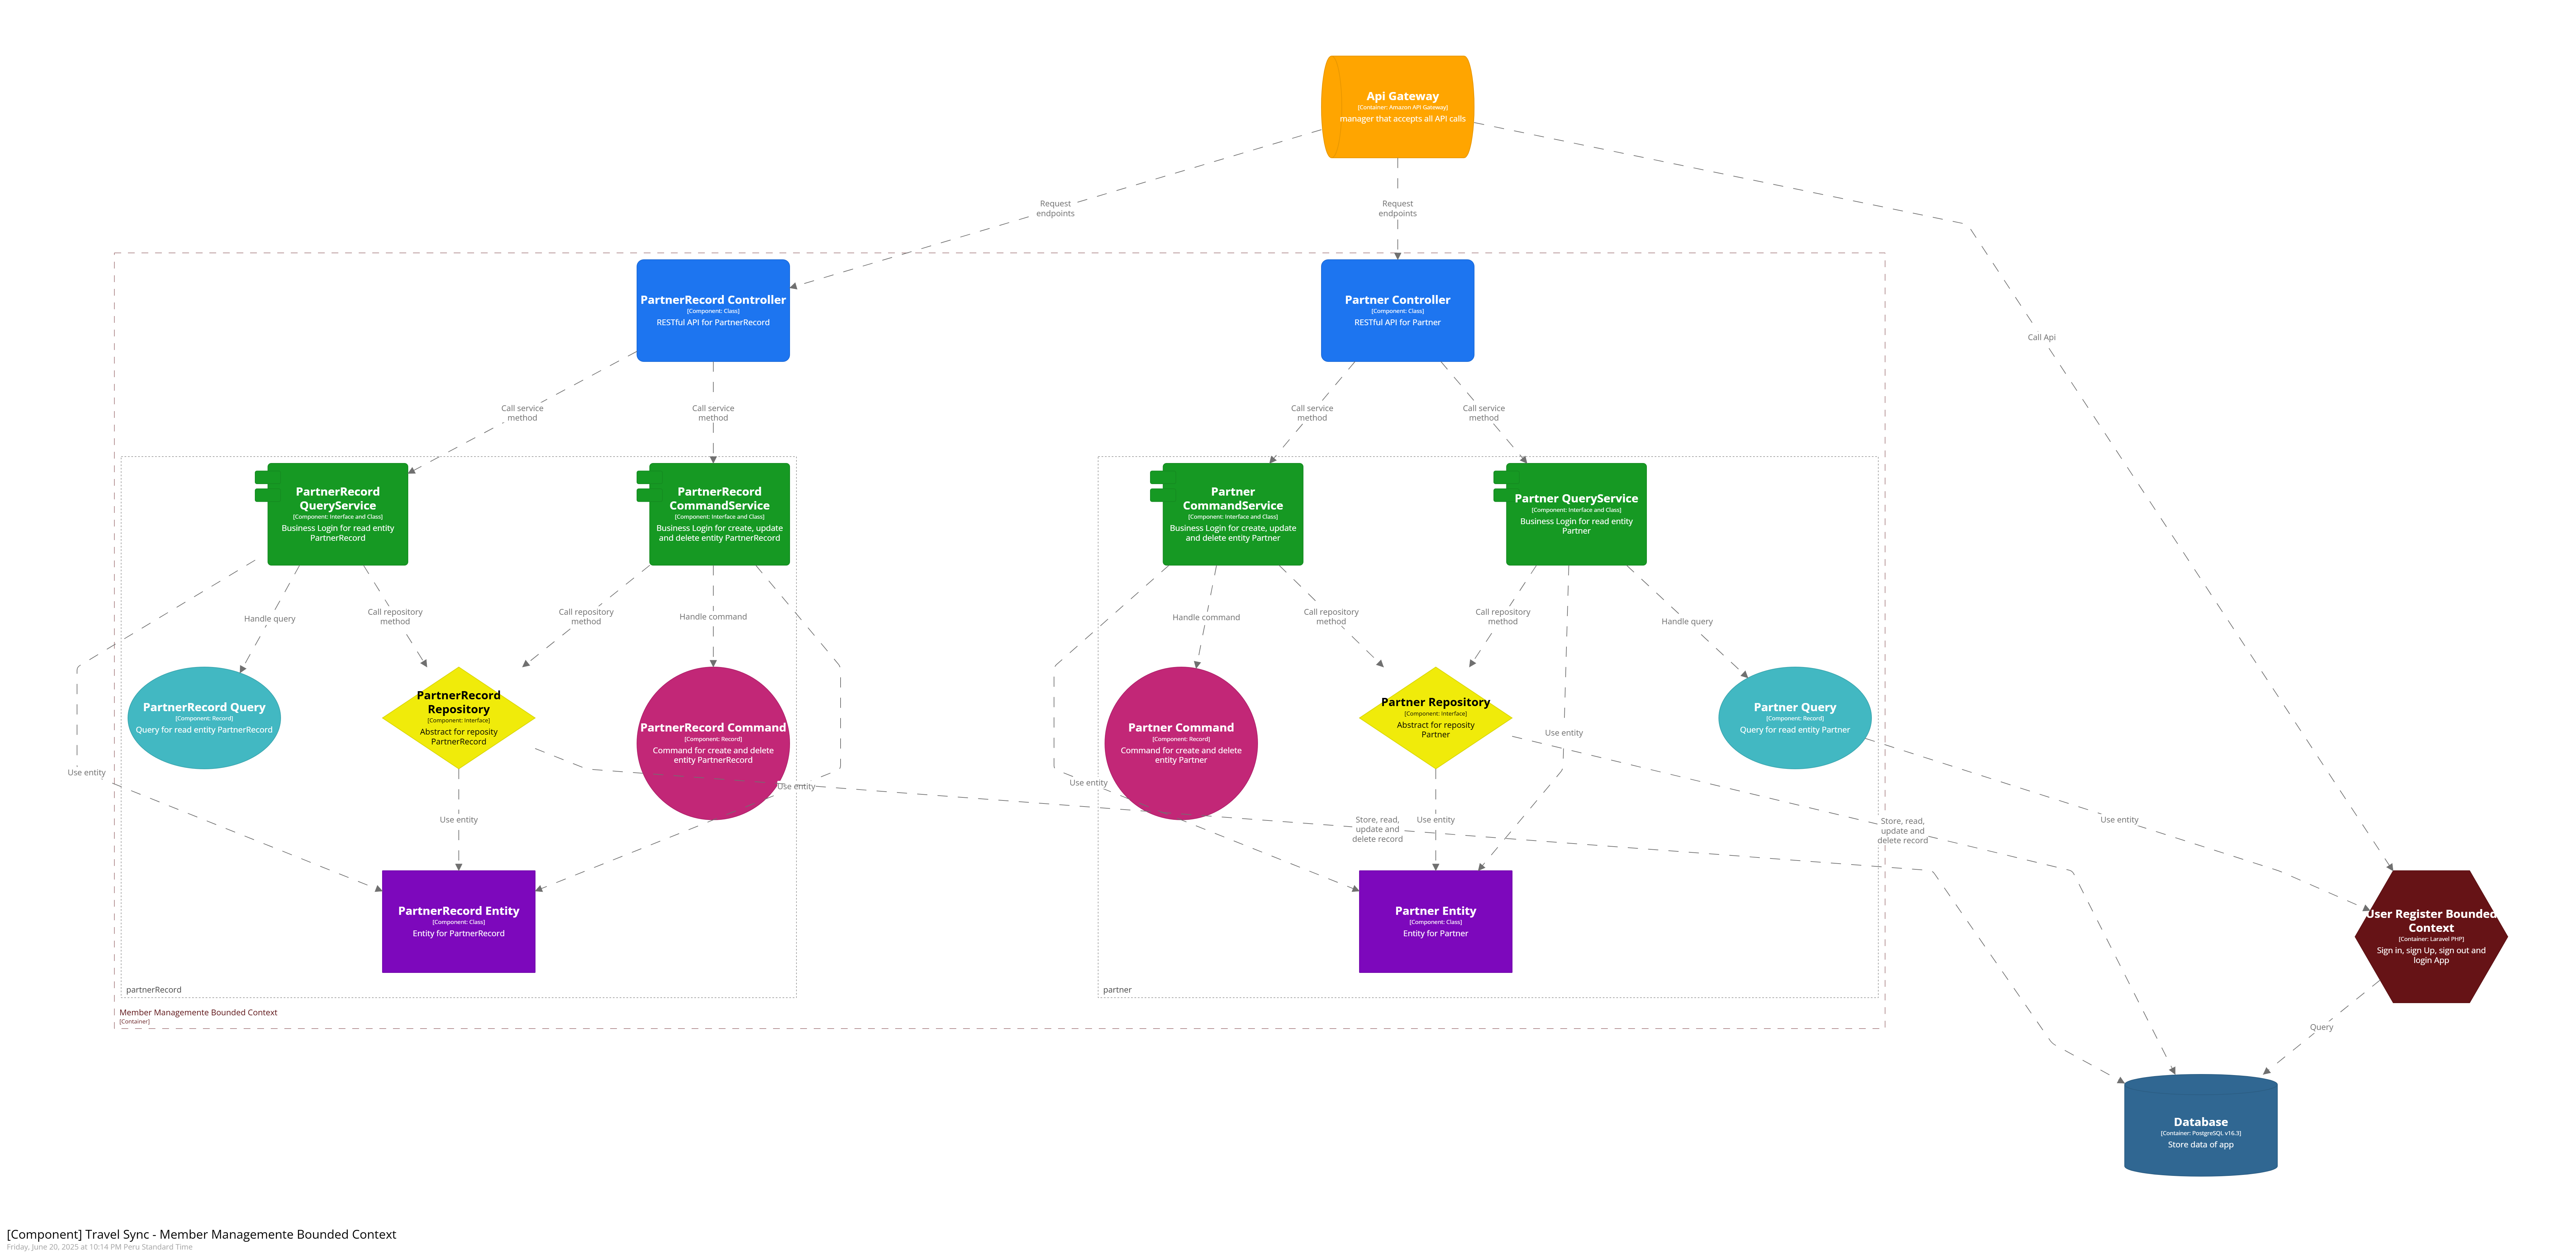 Api Gateway
[Container: Amazon API Gateway]
manager that accepts all API calls
Request
endpoints
Request
endpoints
Call Api
PartnerRecord Controller
[Component: Class]
RESTful API for PartnerRecord
Partner Controller
[Component: Class]
RESTful API for Partner
Call service
method
Call service
method
Call service
method
Call service
method
PartnerRecord
QueryService
[Component: Interface and Class]
Business Login for read entity
PartnerRecord
PartnerRecord
CommandService
[Component: Interface and Class]
Business Login for create, update
and delete entity PartnerRecord
Partner
CommandService
[Component: Interface and Class]
Business Login for create, update
and delete entity Partner
Partner QueryService
[Component: Interface and Class]
Business Login for read entity
Partner
Handle query
Call repository
method
Call repository
method
Handle command
Handle command
Call repository
method
Call repository
method
Handle query
PartnerRecord Query
[Component: Record]
Query for read entity PartnerRecord
PartnerRecord
Repository
[Component: Interface]
Abstract for reposity
PartnerRecord
PartnerRecord Command
[Component: Record]
Command for create and delete
entity PartnerRecord
Partner Command
[Component: Record]
Command for create and delete
entity Partner
Partner Repository
[Component: Interface]
Abstract for reposity
Partner
Use entity
Partner Query
[Component: Record]
Query for read entity Partner
Use entity
Use entity
Use entity
Use entity
Store, read,
update and
delete record
Use entity
Store, read,
update and
delete record
Use entity
PartnerRecord Entity
[Component: Class]
Entity for PartnerRecord
Partner Entity
[Component: Class]
Entity for Partner
User Register Bounded
Context
[Container: Laravel PHP]
Sign in, sign Up, sign out and
login App
partnerRecord
partner
Member Managemente Bounded Context
[Container]
Query
Database
[Container: PostgreSQL v16.3]
Store data of app
[Component] Travel Sync - Member Managemente Bounded Context
Friday, June 20, 2025 at 10:14 PM Peru Standard Time